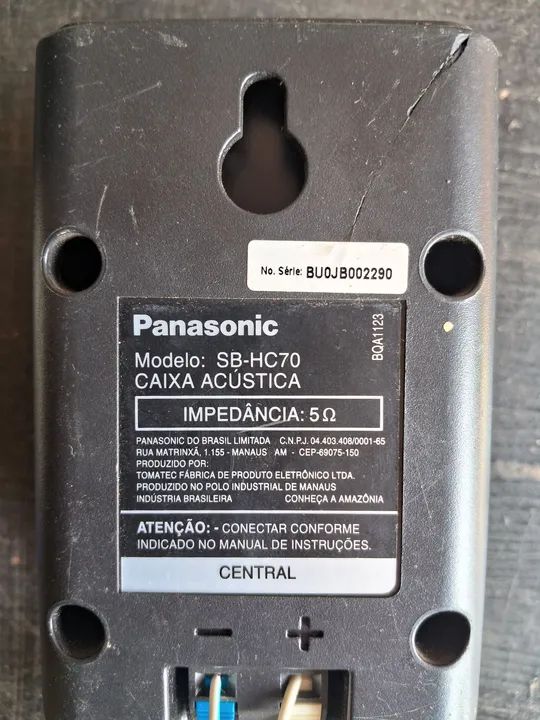 No. Série: BU0JB002290
Panasonic
BQA1123
Modelo: SB-HC70
CAIXA ACÚSTICA
IMPEDÂNCIA: 5Ω
PANASONIC DO BRASIL LIMITADA C.N.P.J. 04.403.408/0001-65
RUA MATRINXÃ, 1.155 - MANAUS AM - CEP-69075-150
PRODUZIDO POR:
TOMATEC FÁBRICA DE PRODUTO ELETRÔNICO LTDA.
PRODUZIDO NO POLO INDUSTRIAL DE MANAUS
INDÚSTRIA BRASILEIRA CONHEÇA A AMAZÔNIA
ATENÇÃO: - CONECTAR CONFORME
INDICADO NO MANUAL DE INSTRUÇÕES.
CENTRAL
− +